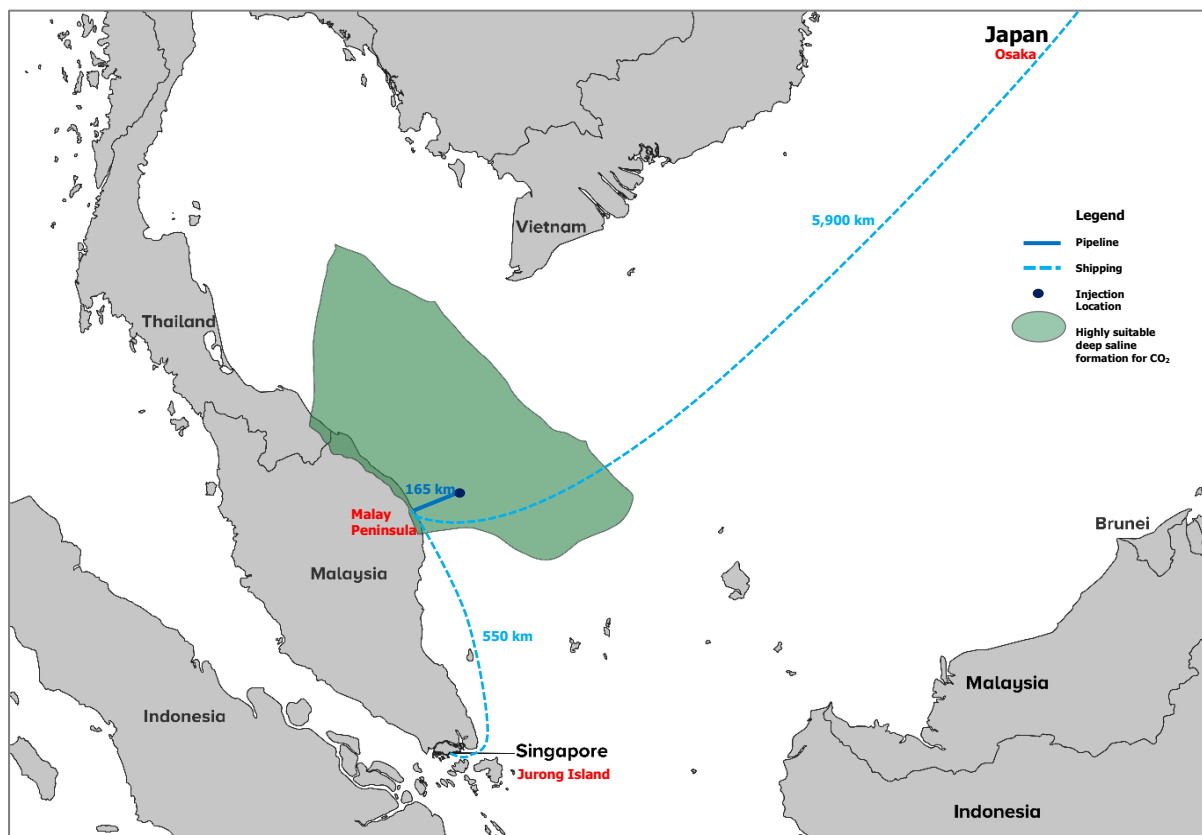 Japan
Osaka
5,900 km
Vietnam
Legend
Pipeline
Shipping
Injection
Location
Highly suitable
deep saline
formation for CO₂
Thailand
165 km
Malay
Peninsula
Brunei
Malaysia
550 km
Malaysia
Indonesia
Singapore
Jurong Island
Indonesia